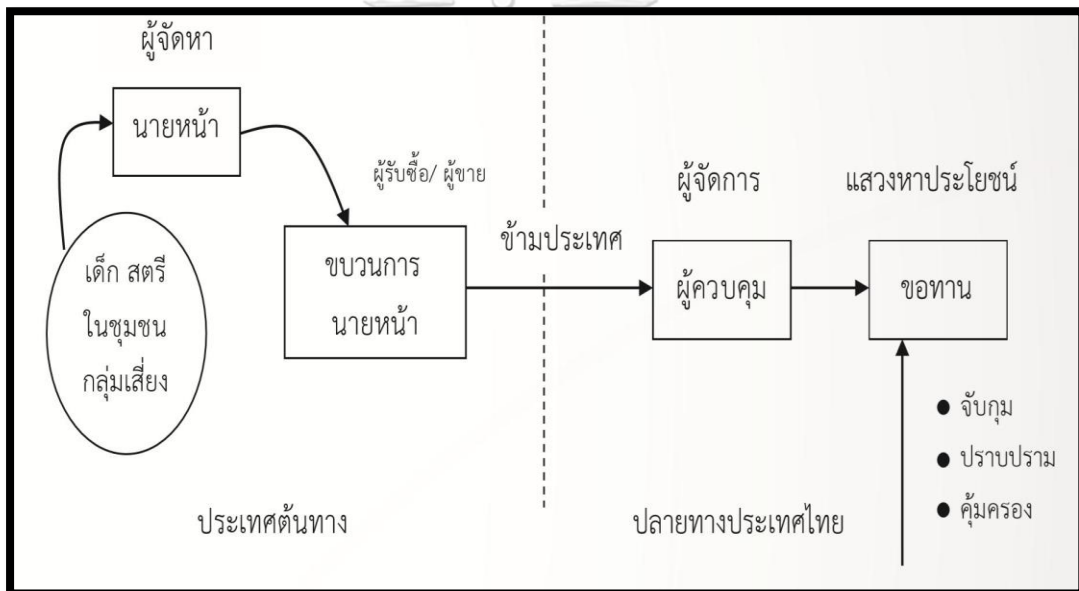 ผู้จัดหา
นายหน้า
ผู้รับซื้อ/ ผู้ขาย
ขบวนการ
นายหน้า
เด็ก สตรี
ในชุมชน
กลุ่มเสี่ยง
ประเทศต้นทาง
ข้ามประเทศ
ผู้จัดการ
ผู้ควบคุม
แสวงหาประโยชน์
ขอทาน
● จับกุม
● ปราบปราม
● คุ้มครอง
ปลายทางประเทศไทย